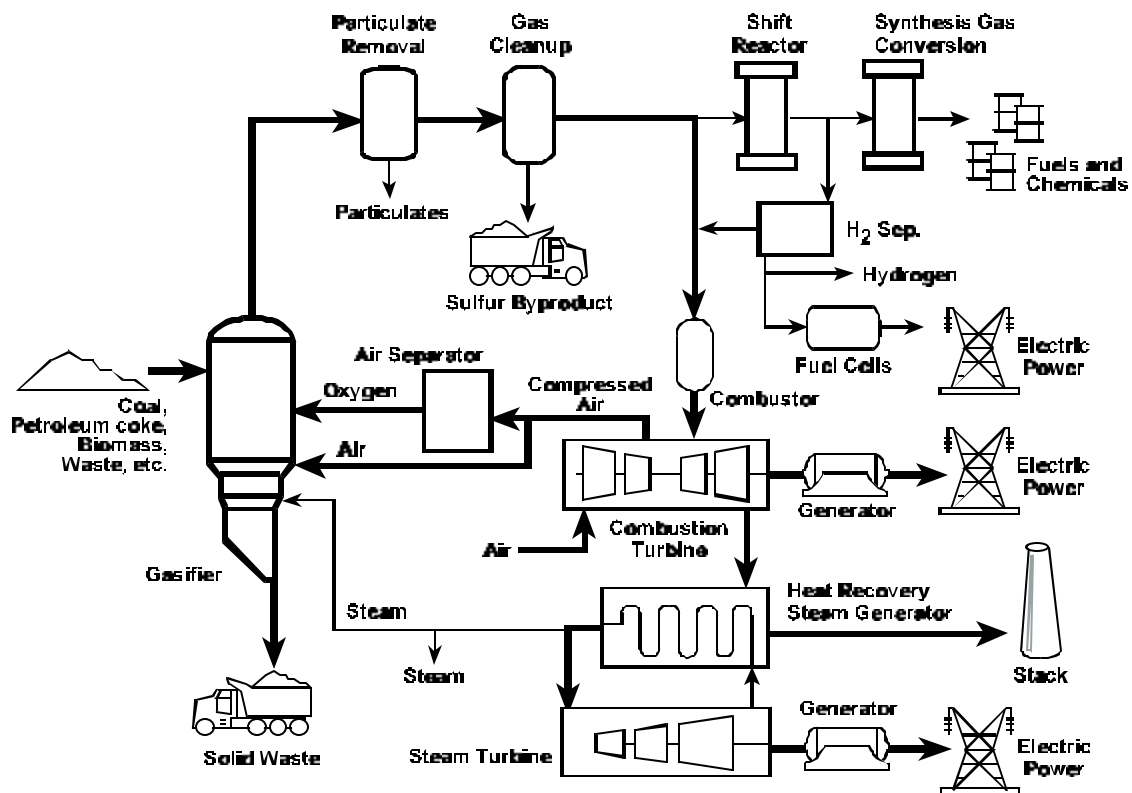 Particulate
Removal
Gas
Cleanup
Shift
Reactor
Synthesis Gas
Conversion
Fuels and
Chemicals
Particulates
H2 Sep.
Sulfur Byproduct
Hydrogen
Fuel Cells
Electric
Power
Air Separator
Oxygen
Compressed
Air
Combustor
Coal,
Petroleum coke,
Biomass,
Waste, etc.
Air
Electric
Power
Generator
Combustion
Turbine
Air
Gasifier
Heat Recovery
Steam Generator
Steam
Steam
Stack
Generator
Solid Waste
Steam Turbine
Electric
Power